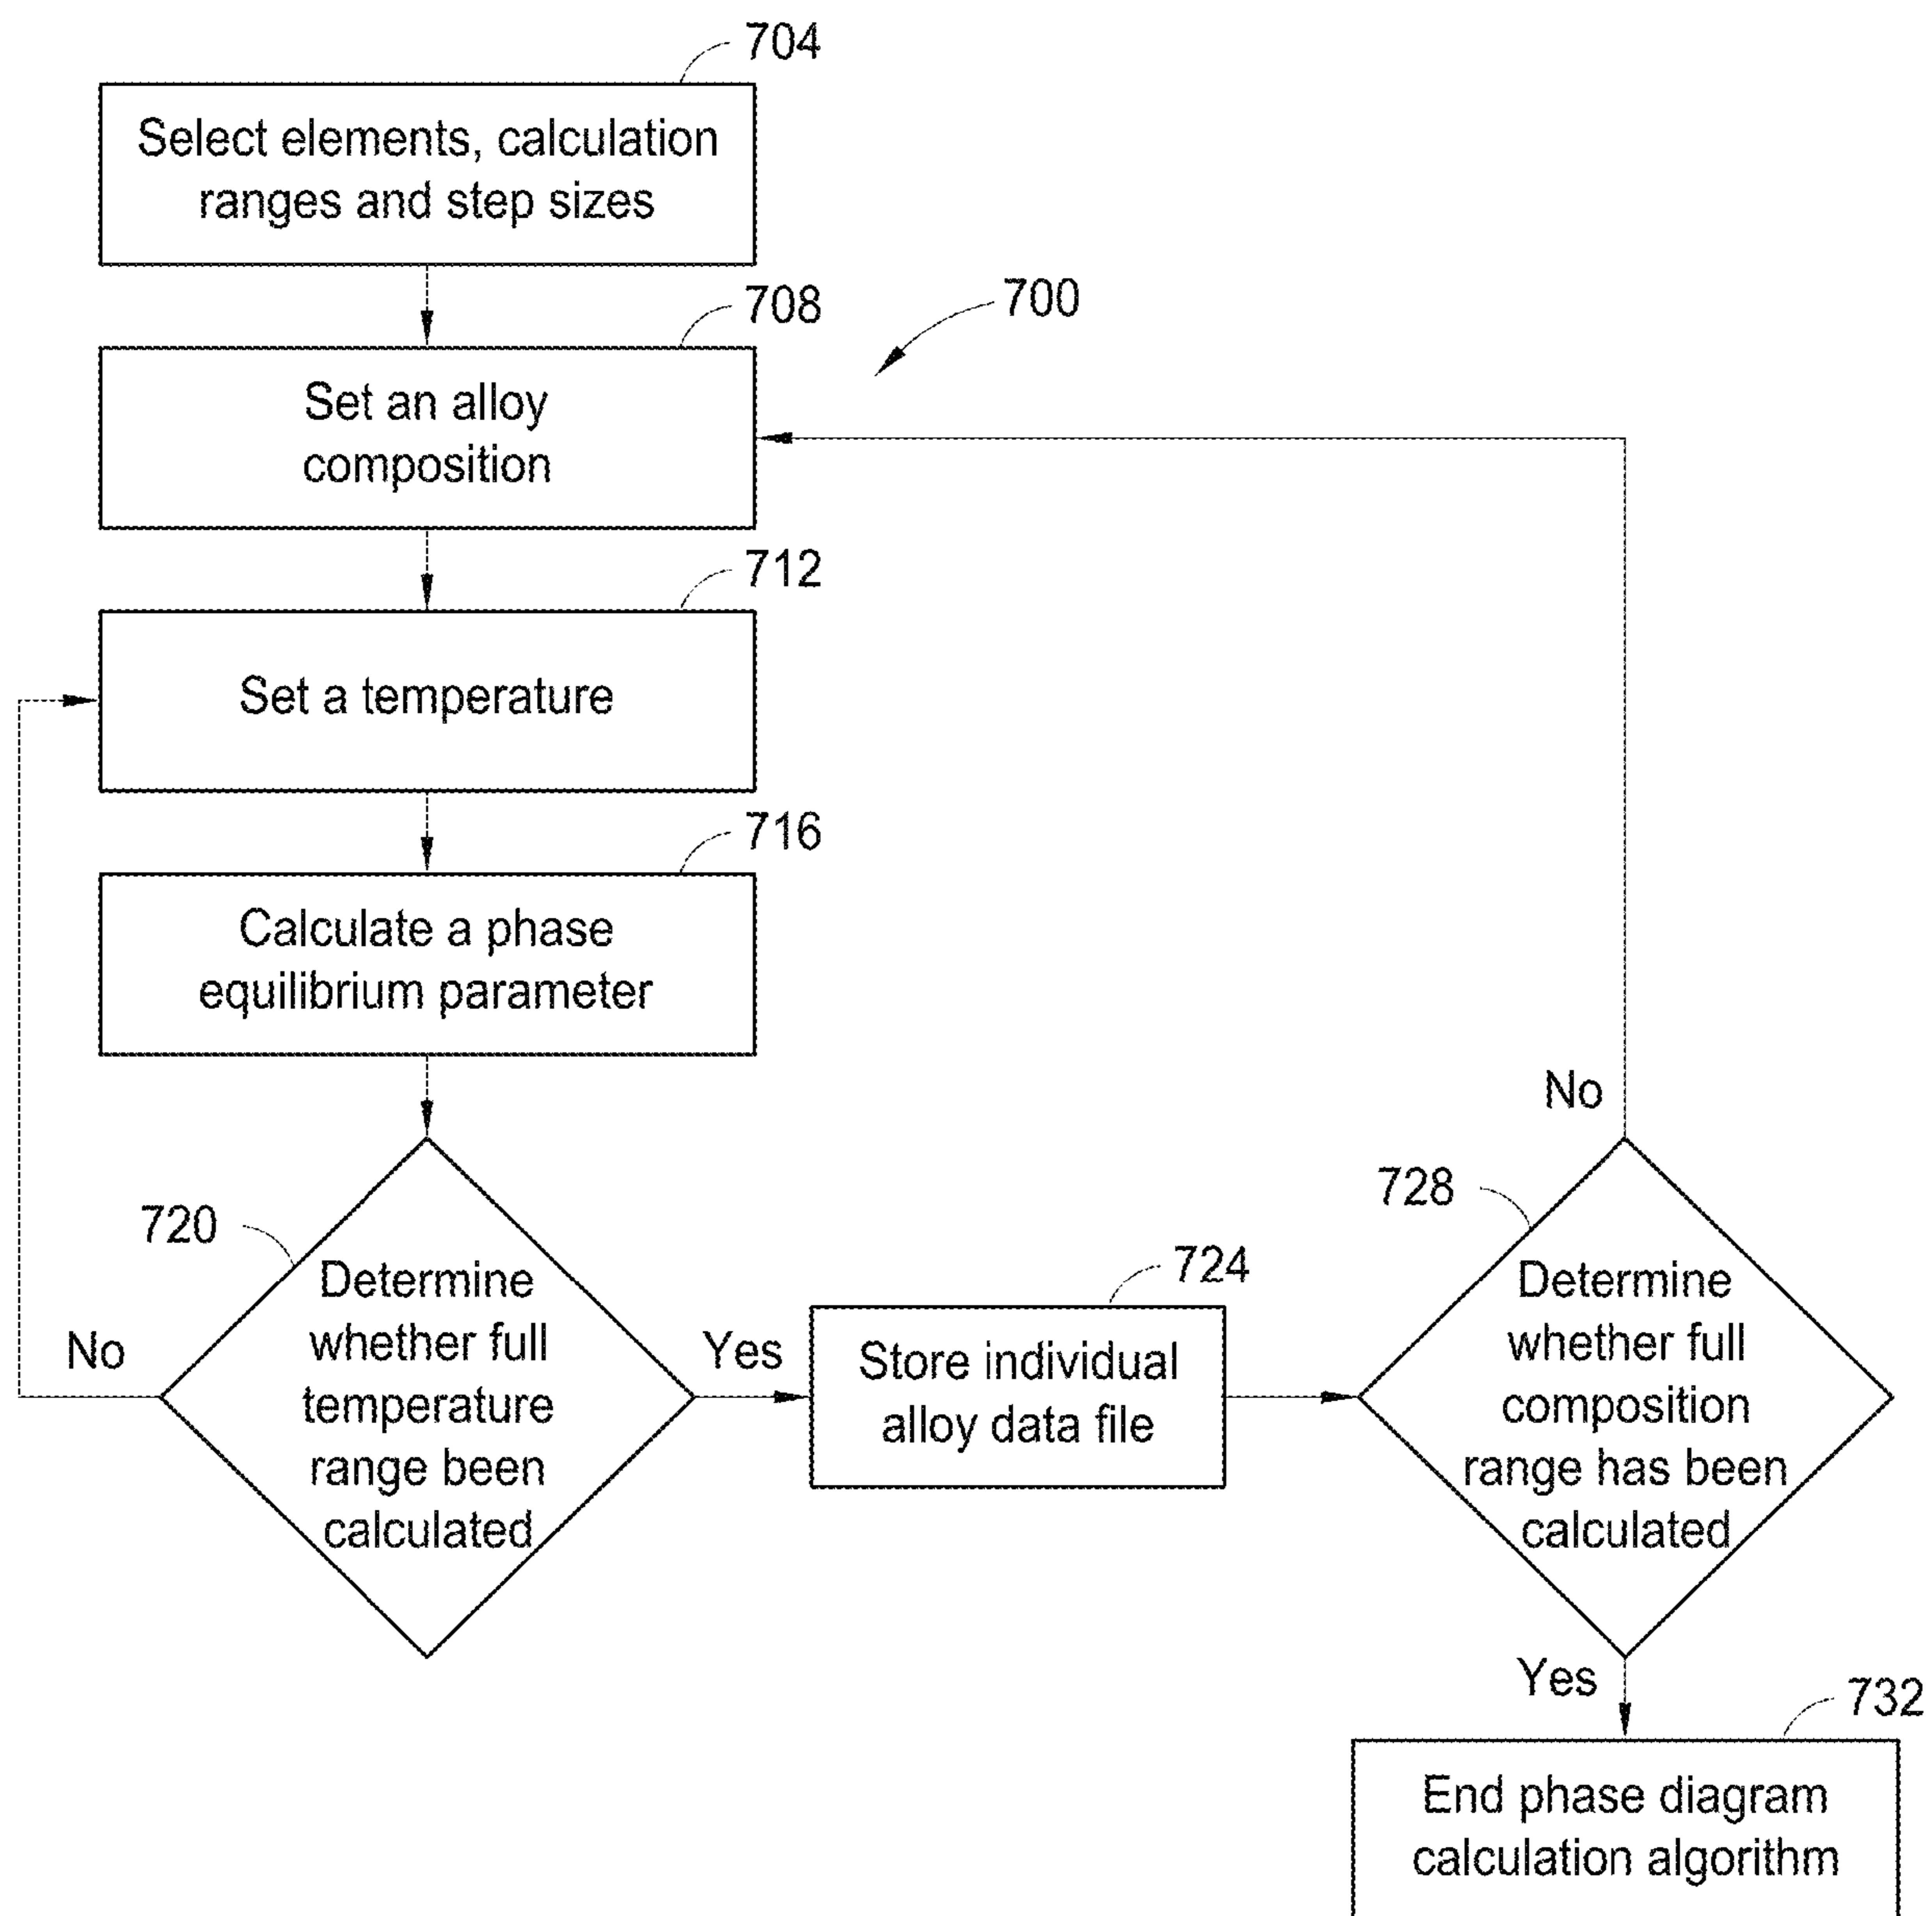 704
Select elements, calculation
ranges and step sizes
700
708
Set an alloy
composition
712
Set a temperature
716
Calculate a phase
equilibrium parameter
720
Determine
whether full
temperature
range been
calculated
No
Yes
724
Store individual
alloy data file
No
728
Determine
whether full
composition
range has been
calculated
Yes
732
End phase diagram
calculation algorithm